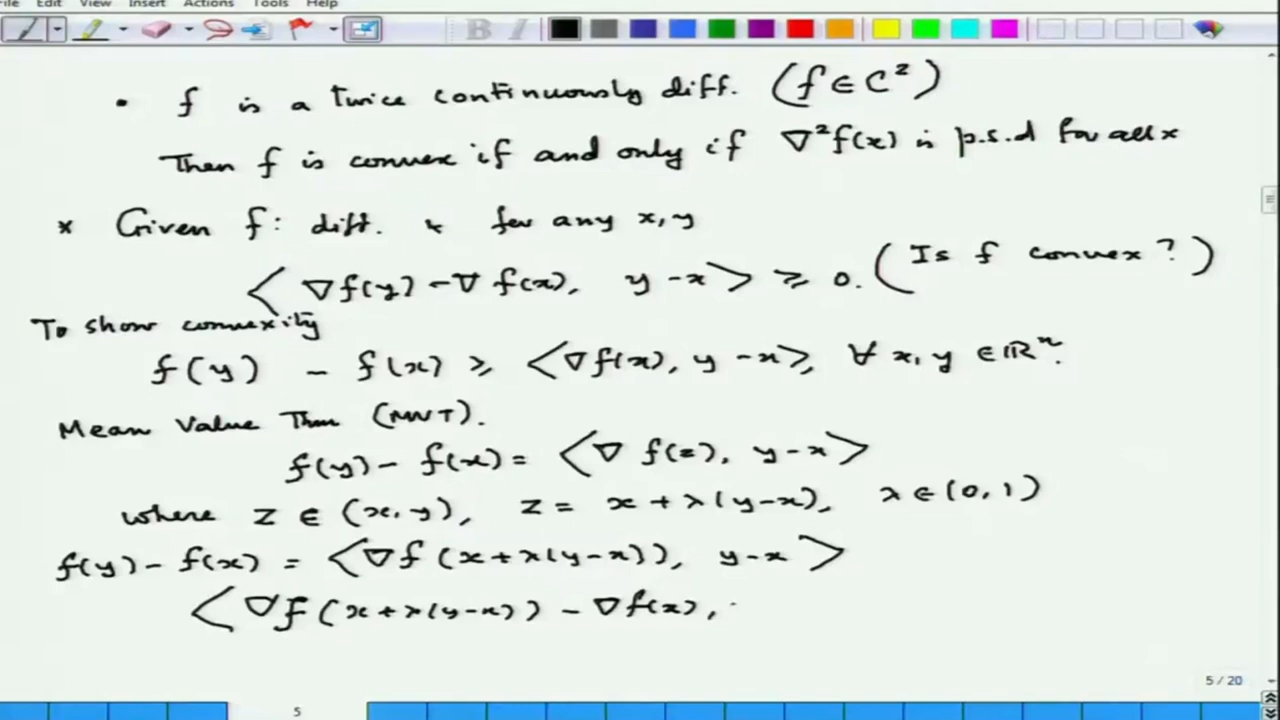 File Edit View Insert Actions Tools Help
B I
• f is a twice continuously diff. (f ∈ C²)
Then f is convex if and only if ∇²f(x) is p.s.d for all x
* Given f: diff. & for any x, y
⟨∇f(y) - ∇f(x), y - x⟩ ≥ 0. (Is f convex?)
To show convexity
f(y) - f(x) ≥ ⟨∇f(x), y - x⟩, ∀ x, y ∈ ℝⁿ.
Mean Value Thm (MVT).
f(y) - f(x) = ⟨∇f(z), y - x⟩
where z ∈ (x, y), z = x + λ(y - x), λ ∈ (0, 1)
f(y) - f(x) = ⟨∇f(x + λ(y - x)), y - x⟩
⟨∇f(x + λ(y - x)) - ∇f(x),
5 / 20
5